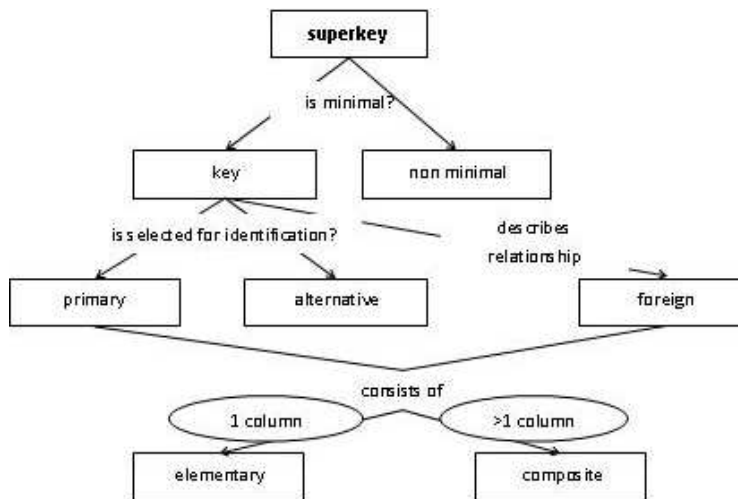 superkey
is minimal?
key
non minimal
is selected for identification?
describes
relationship
primary
alternative
foreign
consists of
1 column
>1 column
elementary
composite